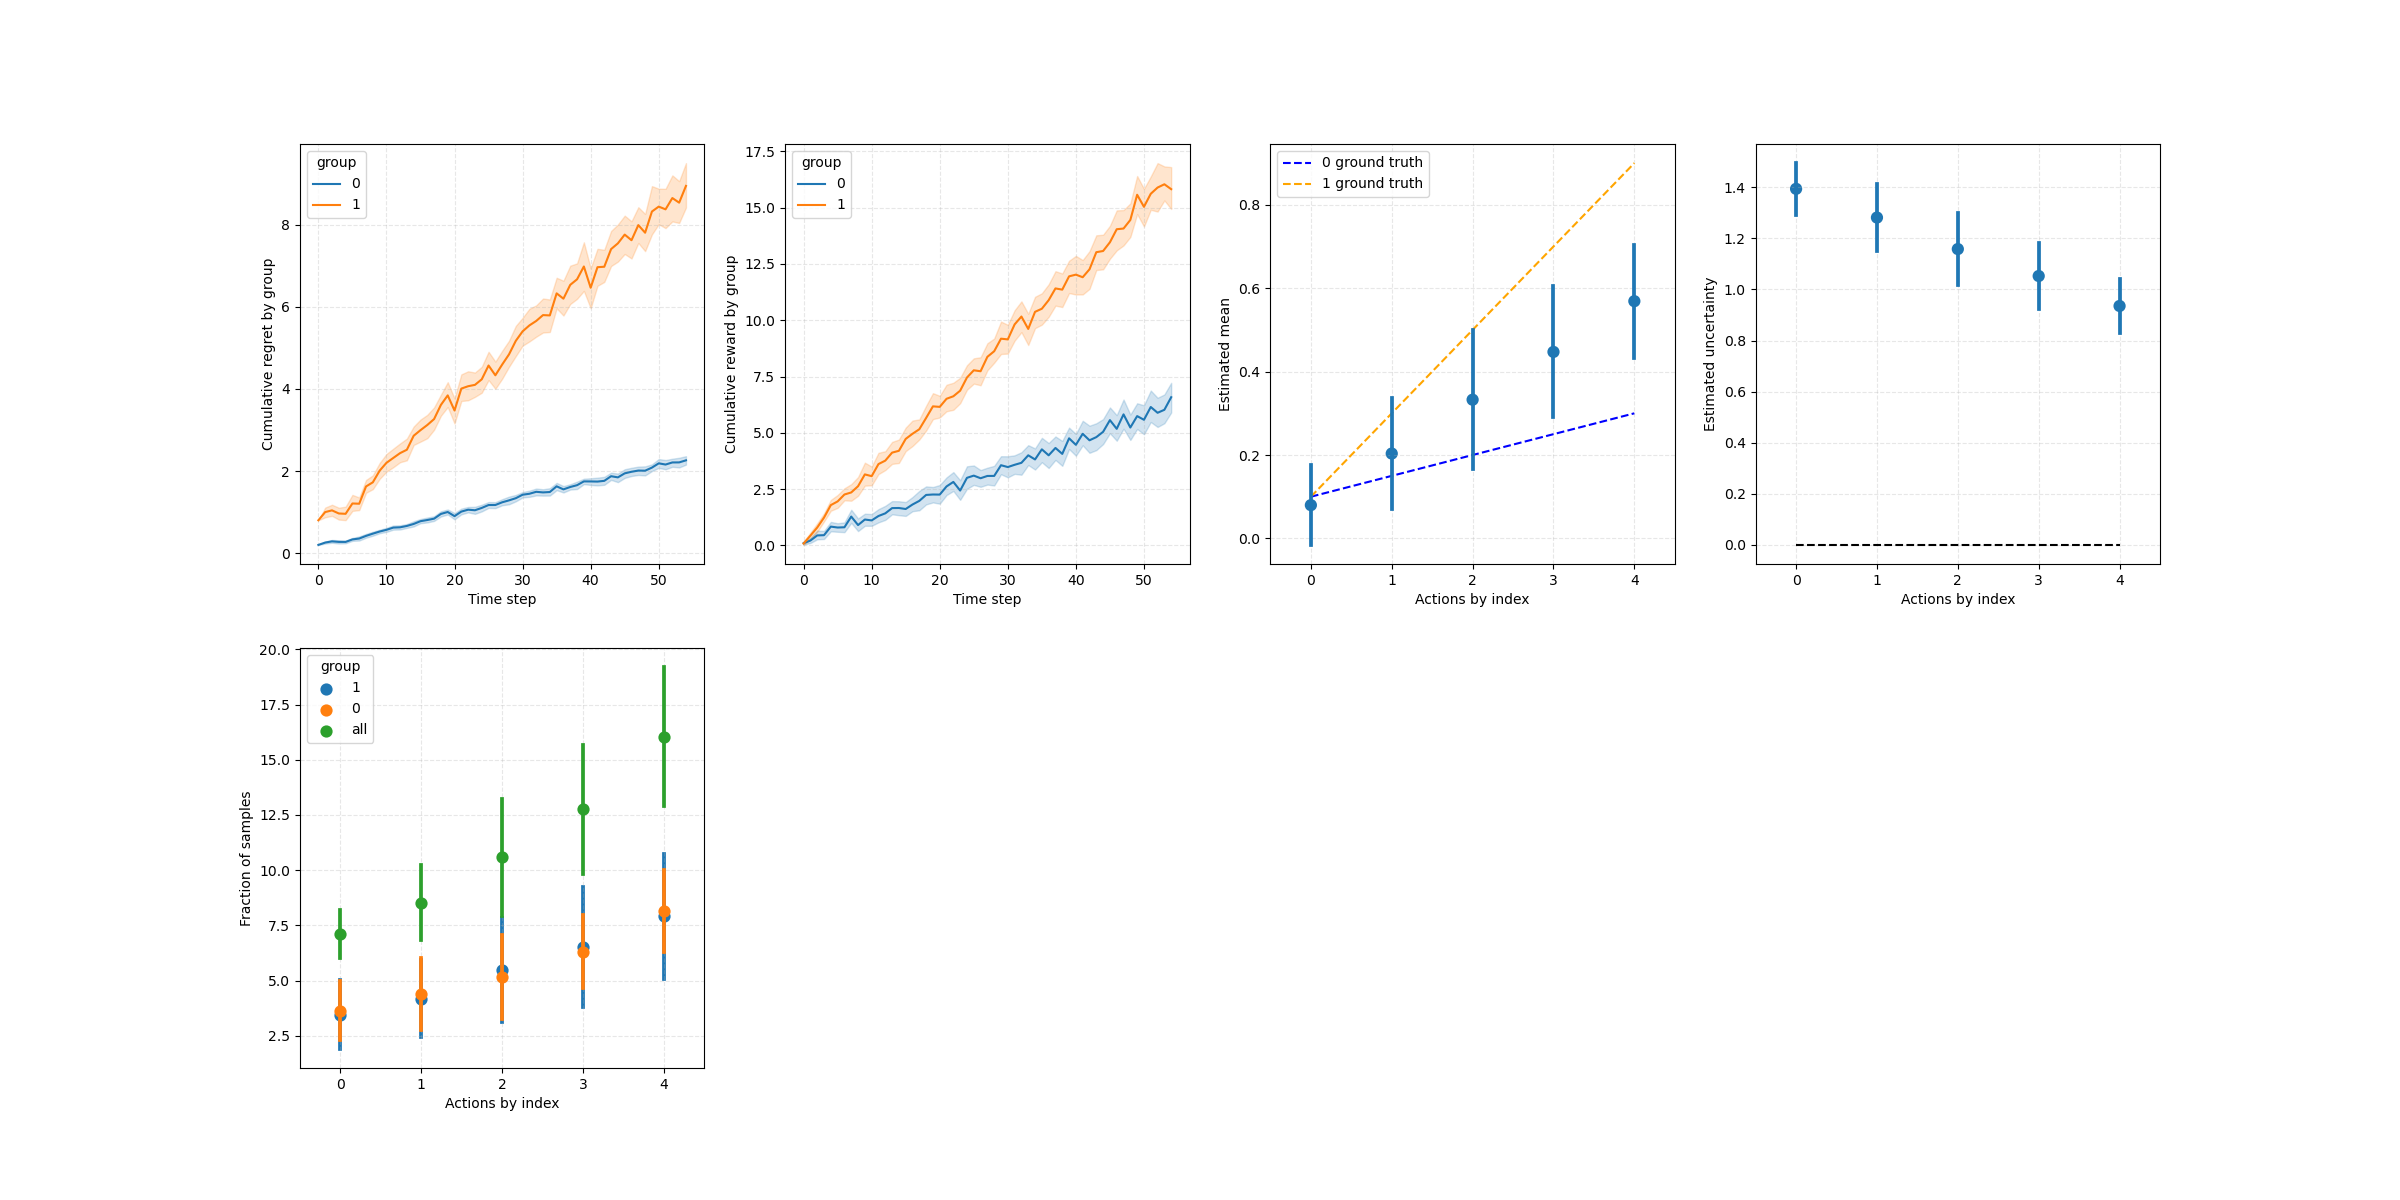 group
0
1
Cumulative regret by group
8
6
4
2
0
0 10 20 30 40 50
Time step
group
0
1
Cumulative reward by group
17.5
15.0
12.5
10.0
7.5
5.0
2.5
0.0
0 10 20 30 40 50
Time step
0 ground truth
1 ground truth
Estimated mean
0.8
0.6
0.4
0.2
0.0
0 1 2 3 4
Actions by index
Estimated uncertainty
1.4
1.2
1.0
0.8
0.6
0.4
0.2
0.0
0 1 2 3 4
Actions by index
group
1
0
all
Fraction of samples
20.0
17.5
15.0
12.5
10.0
7.5
5.0
2.5
0 1 2 3 4
Actions by index